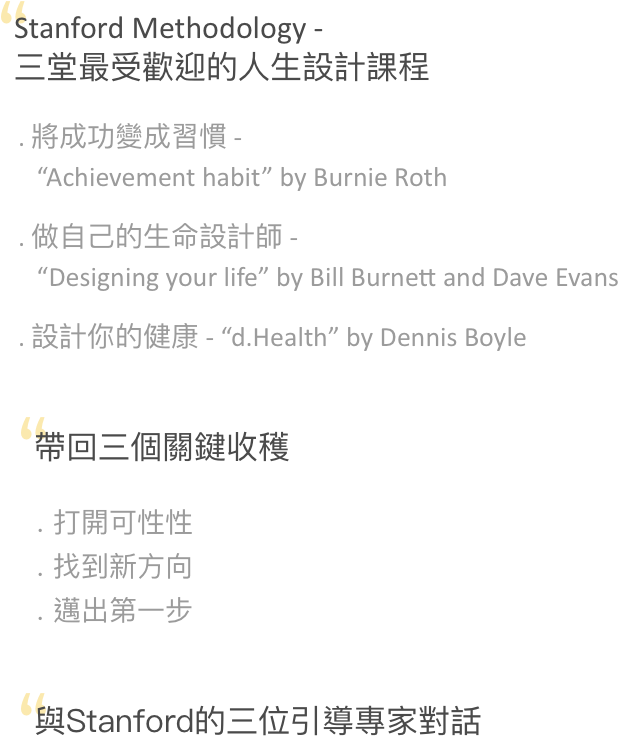 Stanford Methodology -
三堂最受歡迎的人生設計課程
. 將成功變成習慣 -
“Achievement habit” by Burnie Roth
. 做自己的生命設計師 -
“Designing your life” by Bill Burnett and Dave Evans
. 設計你的健康 - “d.Health” by Dennis Boyle
“帶回三個關鍵收穫
. 打開可性性
. 找到新方向
. 邁出第一步
“與Stanford的三位引導專家對話